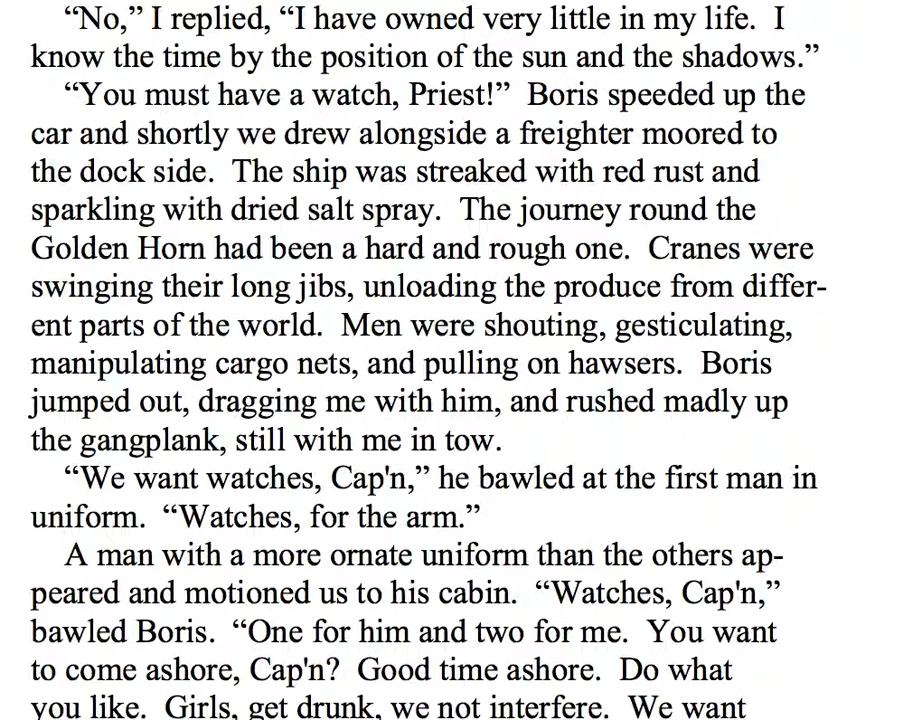 “No,” I replied, “I have owned very little in my life.  I
know the time by the position of the sun and the shadows.”
“You must have a watch, Priest!”  Boris speeded up the
car and shortly we drew alongside a freighter moored to
the dock side.  The ship was streaked with red rust and
sparkling with dried salt spray.  The journey round the
Golden Horn had been a hard and rough one.  Cranes were
swinging their long jibs, unloading the produce from differ-
ent parts of the world.  Men were shouting, gesticulating,
manipulating cargo nets, and pulling on hawsers.  Boris
jumped out, dragging me with him, and rushed madly up
the gangplank, still with me in tow.
“We want watches, Cap'n,” he bawled at the first man in
uniform.  “Watches, for the arm.”
A man with a more ornate uniform than the others ap-
peared and motioned us to his cabin.  “Watches, Cap'n,”
bawled Boris.  “One for him and two for me.  You want
to come ashore, Cap'n?  Good time ashore.  Do what
you like.  Girls, get drunk, we not interfere.  We want